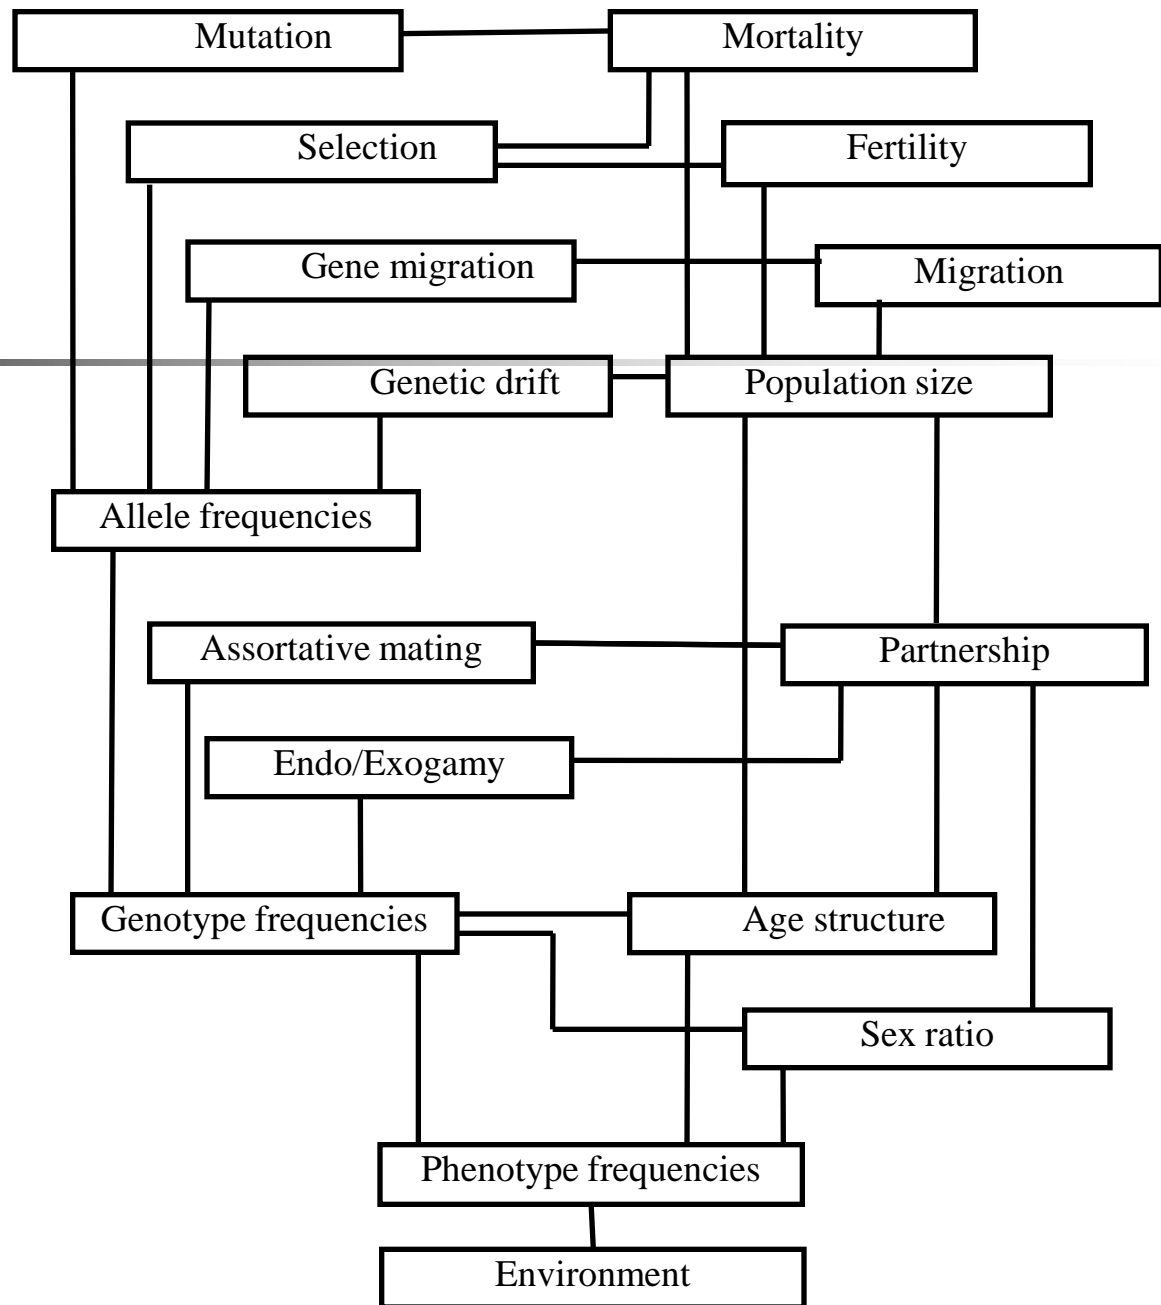 Mutation
Mortality
Selection
Fertility
Gene migration
Migration
Genetic drift
Population size
Allele frequencies
Assortative mating
Partnership
Endo/Exogamy
Genotype frequencies
Age structure
Sex ratio
Phenotype frequencies
Environment